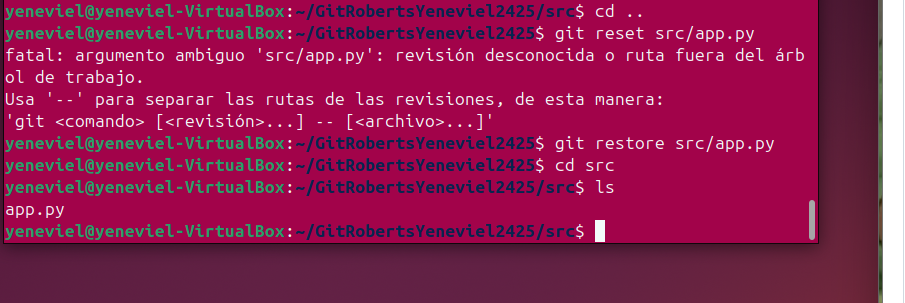 yeneviel@yeneviel-VirtualBox:~/GitRobertsYeneviel2425/src$ cd ..
yeneviel@yeneviel-VirtualBox:~/GitRobertsYeneviel2425$ git reset src/app.py
fatal: argumento ambiguo 'src/app.py': revisión desconocida o ruta fuera del árb
ol de trabajo.
Usa '--' para separar las rutas de las revisiones, de esta manera:
'git <comando> [<revisión>...] -- [<archivo>...]'
yeneviel@yeneviel-VirtualBox:~/GitRobertsYeneviel2425$ git restore src/app.py
yeneviel@yeneviel-VirtualBox:~/GitRobertsYeneviel2425$ cd src
yeneviel@yeneviel-VirtualBox:~/GitRobertsYeneviel2425/src$ ls
app.py
yeneviel@yeneviel-VirtualBox:~/GitRobertsYeneviel2425/src$